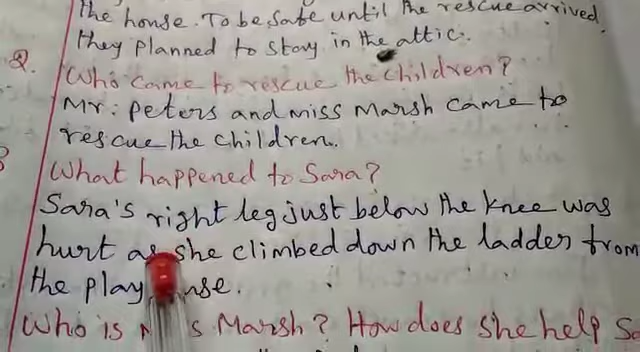 the house. To be safe until the rescue arrived.
they planned to stay in the attic.
Q. Who came to rescue the children?
Mr. Peters and miss Marsh came to
rescue the children.
What happened to Sara?
Sara's right leg just below the knee was
hurt as she climbed down the ladder from
the play
Who is Marsh? How does she help